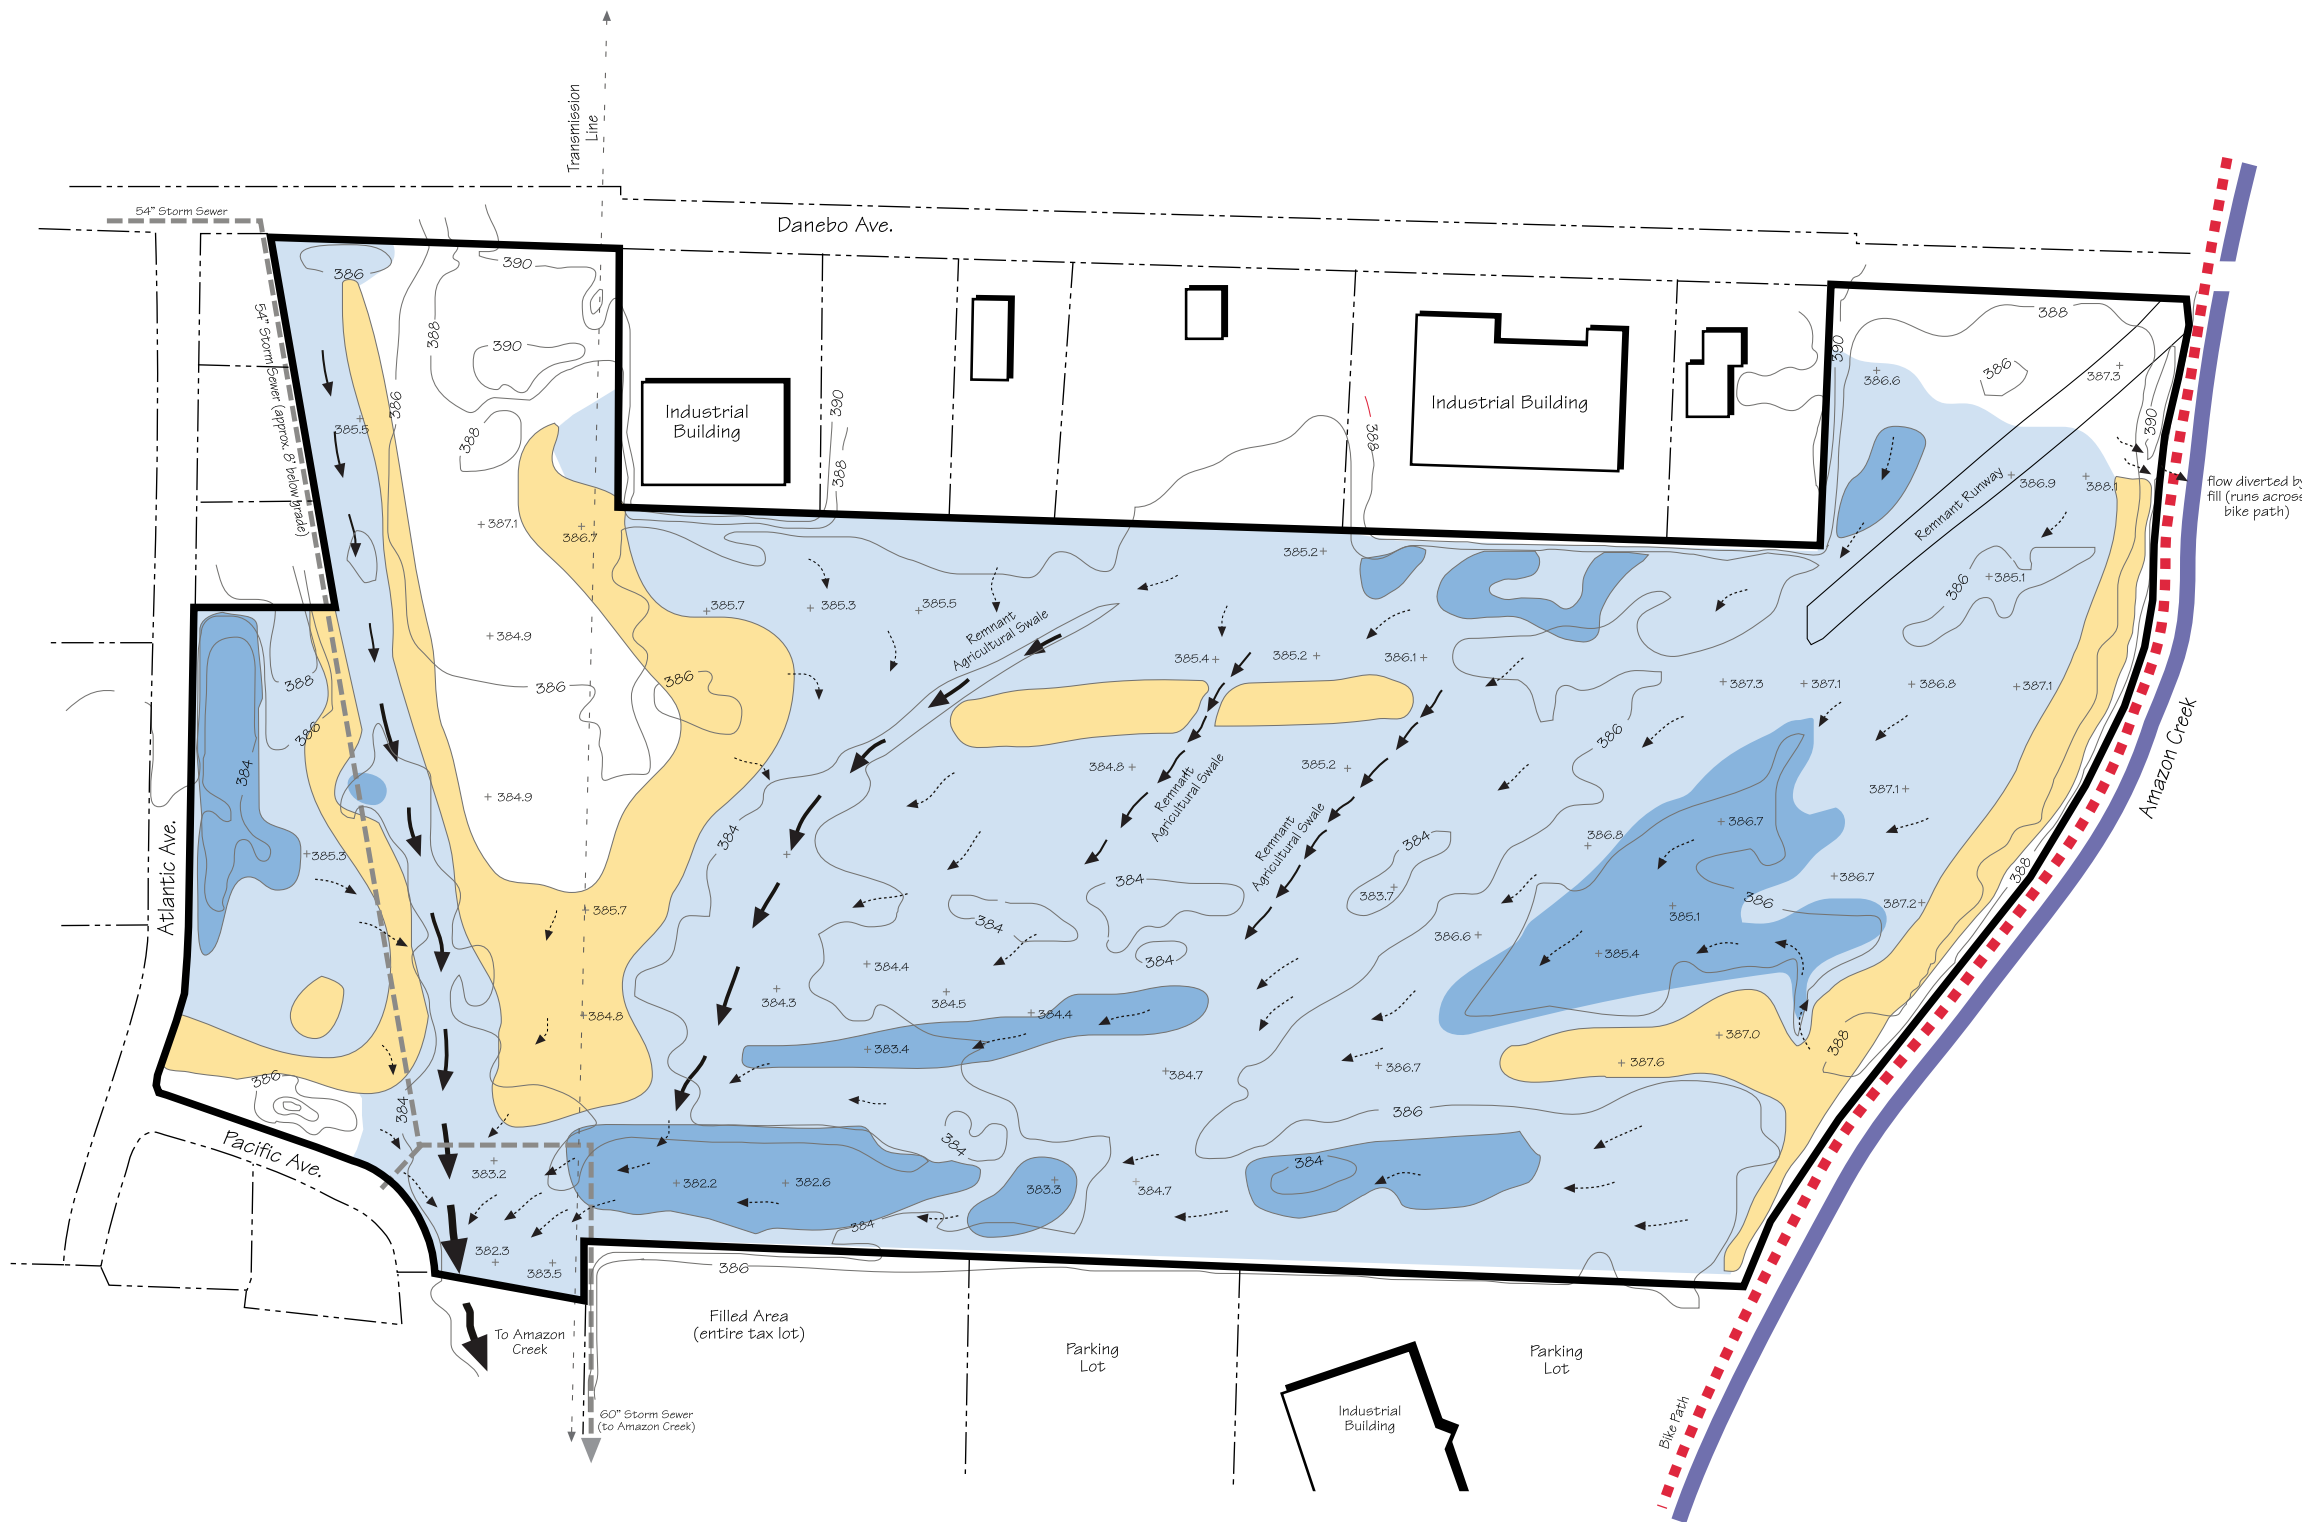 Transmission
Line
54" Storm Sewer
Danebo Ave.
390
386
388
390
388
386
390
388
54" Storm Sewer (approx. 8' below grade)
385.5
388
Industrial
Building
390
388
388
Industrial Building
390
386.6
386
387.3
390
388.1
386.9
Remnant Runway
flow diverted by
fill (runs across
bike path)
387.1
386.7
385.2
385.7
385.3
385.5
Remnant
Agricultural Swale
386
385.1
384.9
388
386
386
385.4
385.2
386.1
387.3
387.1
386.8
387.1
386
384
386
384.8
385.2
Remnant
Agricultural Swale
387.1
Amazon Creek
384.9
384
Remnant
Agricultural Swale
384
386.8
386.7
Atlantic Ave.
385.3
384
383.7
386.7
388
386
387.2
385.7
384
385.1
386.6
384
385.4
384.4
384.3
384.5
384.8
384.4
383.4
387.0
388
387.6
384.7
386.7
386
384
386
Pacific Ave.
384
384
383.2
382.2
382.6
383.3
384.7
384
382.3
383.5
386
Filled Area
(entire tax lot)
To Amazon
Creek
Parking
Lot
Parking
Lot
60" Storm Sewer
(to Amazon Creek)
Industrial
Building
Bike Path